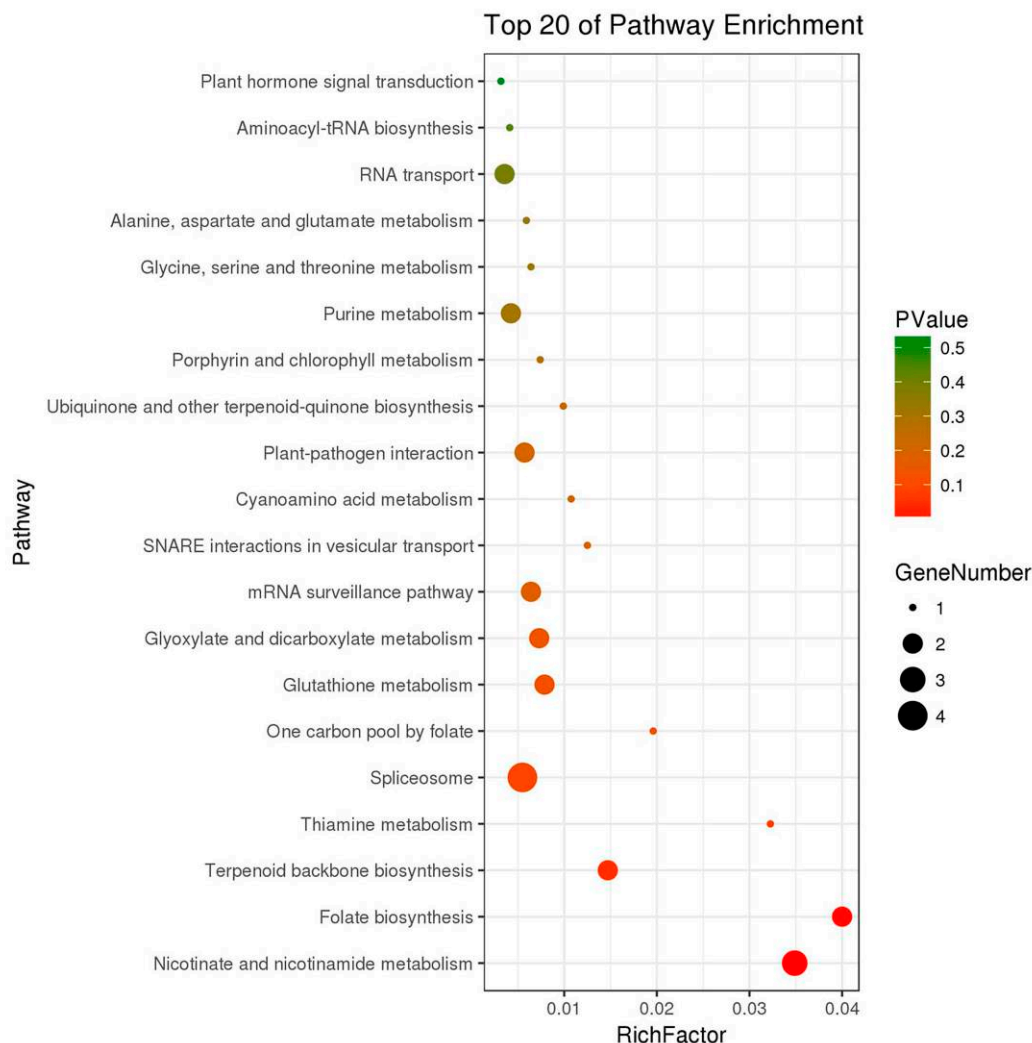 Top 20 of Pathway Enrichment
Plant hormone signal transduction
Aminoacyl-tRNA biosynthesis
RNA transport
Alanine, aspartate and glutamate metabolism
Glycine, serine and threonine metabolism
Purine metabolism
Porphyrin and chlorophyll metabolism
Ubiquinone and other terpenoid-quinone biosynthesis
Plant-pathogen interaction
Cyanoamino acid metabolism
SNARE interactions in vesicular transport
mRNA surveillance pathway
Glyoxylate and dicarboxylate metabolism
Glutathione metabolism
One carbon pool by folate
Spliceosome
Thiamine metabolism
Terpenoid backbone biosynthesis
Folate biosynthesis
Nicotinate and nicotinamide metabolism
Pathway
0.01 0.02 0.03 0.04
RichFactor
PValue
0.5
0.4
0.3
0.2
0.1
GeneNumber
1
2
3
4